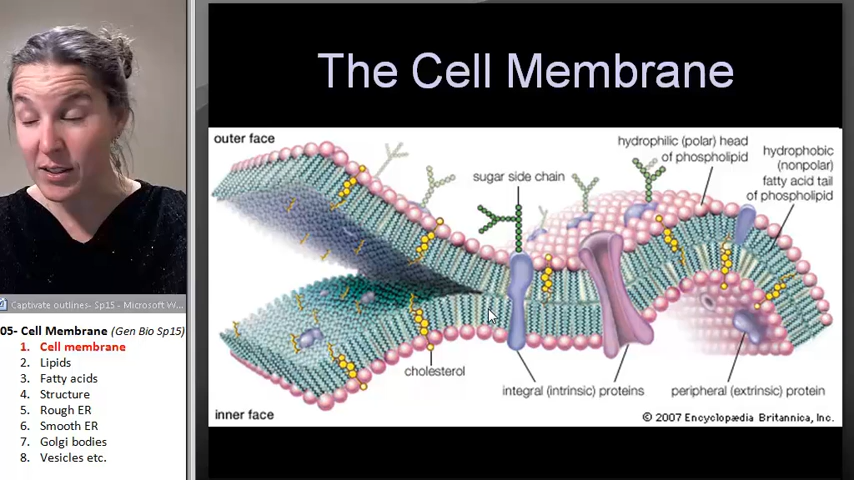 The Cell Membrane
outer face
hydrophilic (polar) head
of phospholipid
hydrophobic
(nonpolar)
fatty acid tail
of phospholipid
sugar side chain
cholesterol
integral (intrinsic) proteins
peripheral (extrinsic) protein
inner face
© 2007 Encyclopædia Britannica, Inc.
Captivate outlines- Sp15 - Microsoft W...
05- Cell Membrane (Gen Bio Sp15)
1. Cell membrane
2. Lipids
3. Fatty acids
4. Structure
5. Rough ER
6. Smooth ER
7. Golgi bodies
8. Vesicles etc.